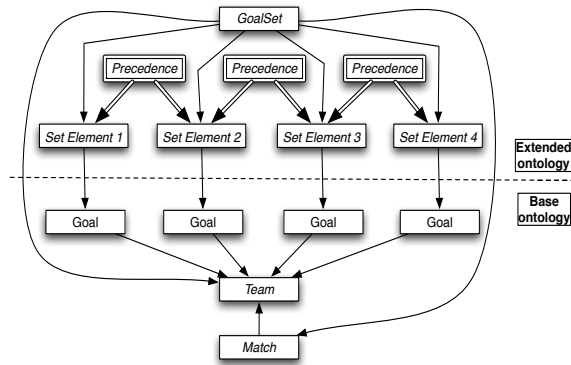 GoalSet
Precedence
Precedence
Precedence
Set Element 1
Set Element 2
Set Element 3
Set Element 4
Extended
ontology
Base
ontology
Goal
Goal
Goal
Goal
Team
Match